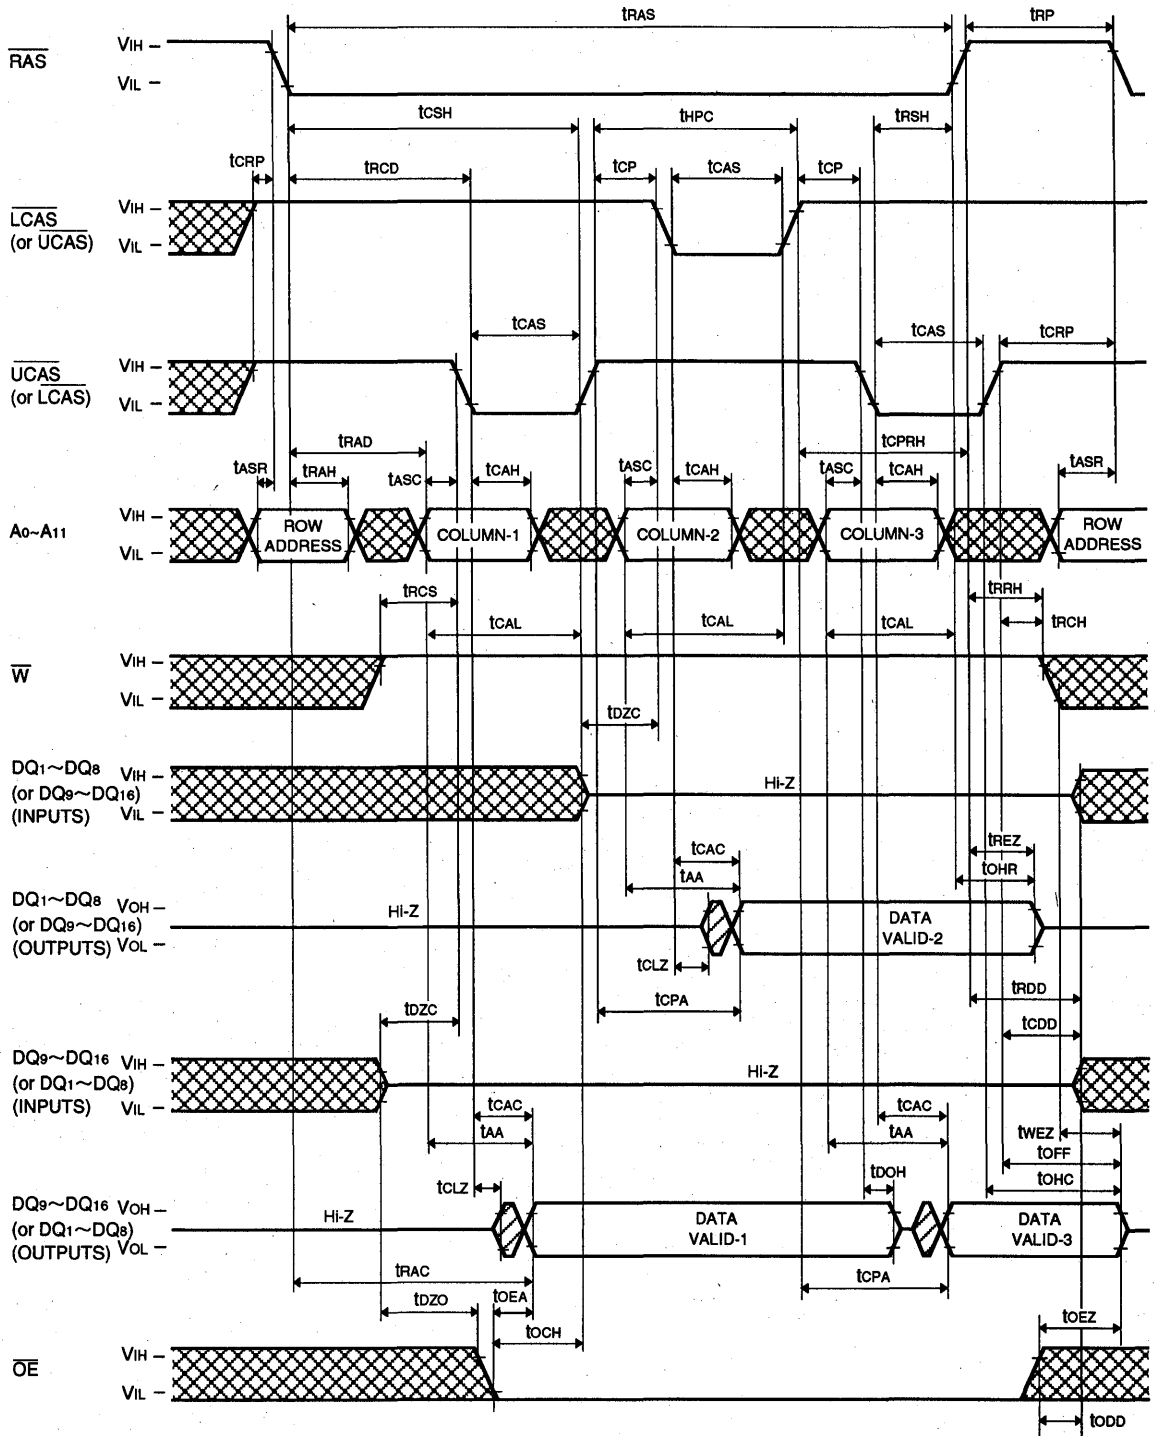 tRAS tRP
RAS VIH
VIL
tCSH tHPC tRSH
tCRP tRCD tCP tCAS tCP
LCAS VIH
(or UCAS) VIL
tCAS tCAS tCRP
UCAS VIH
(or LCAS) VIL
tRAD tCPRH
tASR tRAH tASC tCAH tASC tCAH tASC tCAH tASR
A0~A11 VIH
VIL
ROW ADDRESS COLUMN-1 COLUMN-2 COLUMN-3 ROW ADDRESS
tRCS tRRH
tCAL tCAL tCAL tRCH
W VIH
VIL
tDZC
DQ1~DQ8 VIH
(or DQ9~DQ16) Hi-Z
(INPUTS) VIL
tCAC tREZ
tAA tOHR
DQ1~DQ8 VOH
(or DQ9~DQ16) Hi-Z DATA
(OUTPUTS) VOL VALID-2
tCLZ
tCPA tRDD
tDZC tCDD
DQ9~DQ16 VIH
(or DQ1~DQ8) Hi-Z
(INPUTS) VIL
tCAC tCAC
tAA tAA tWEZ
tOFF
tCLZ tDOH tOHC
DQ9~DQ16 VOH
(or DQ1~DQ8) Hi-Z DATA DATA
(OUTPUTS) VOL VALID-1 VALID-3
tRAC tCPA
tDZO tOEA
tOCH tOEZ
OE VIH
VIL
tODD